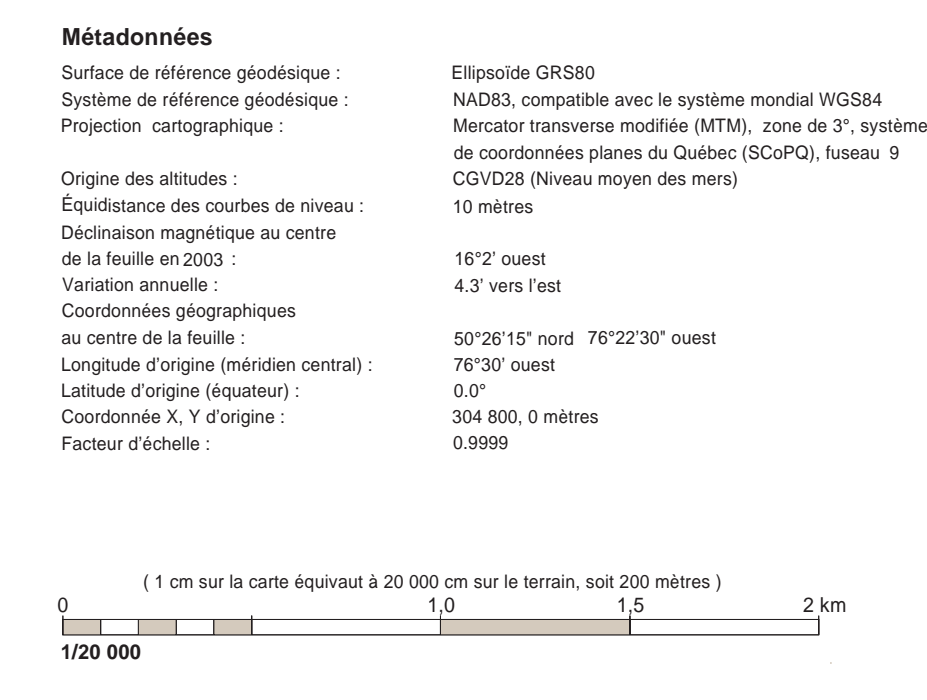 Métadonnées
Surface de référence géodésique : Ellipsoïde GRS80
Système de référence géodésique : NAD83, compatible avec le système mondial WGS84
Projection cartographique : Mercator transverse modifiée (MTM), zone de 3°, système
de coordonnées planes du Québec (SCoPQ), fuseau 9
Origine des altitudes : CGVD28 (Niveau moyen des mers)
Équidistance des courbes de niveau : 10 mètres
Déclinaison magnétique au centre
de la feuille en 2003 : 16°2' ouest
Variation annuelle : 4.3' vers l'est
Coordonnées géographiques
au centre de la feuille : 50°26'15" nord 76°22'30" ouest
Longitude d'origine (méridien central) : 76°30' ouest
Latitude d'origine (équateur) : 0.0°
Coordonnée X, Y d'origine : 304 800, 0 mètres
Facteur d'échelle : 0.9999
( 1 cm sur la carte équivaut à 20 000 cm sur le terrain, soit 200 mètres )
0 1,0 1,5 2 km
1/20 000